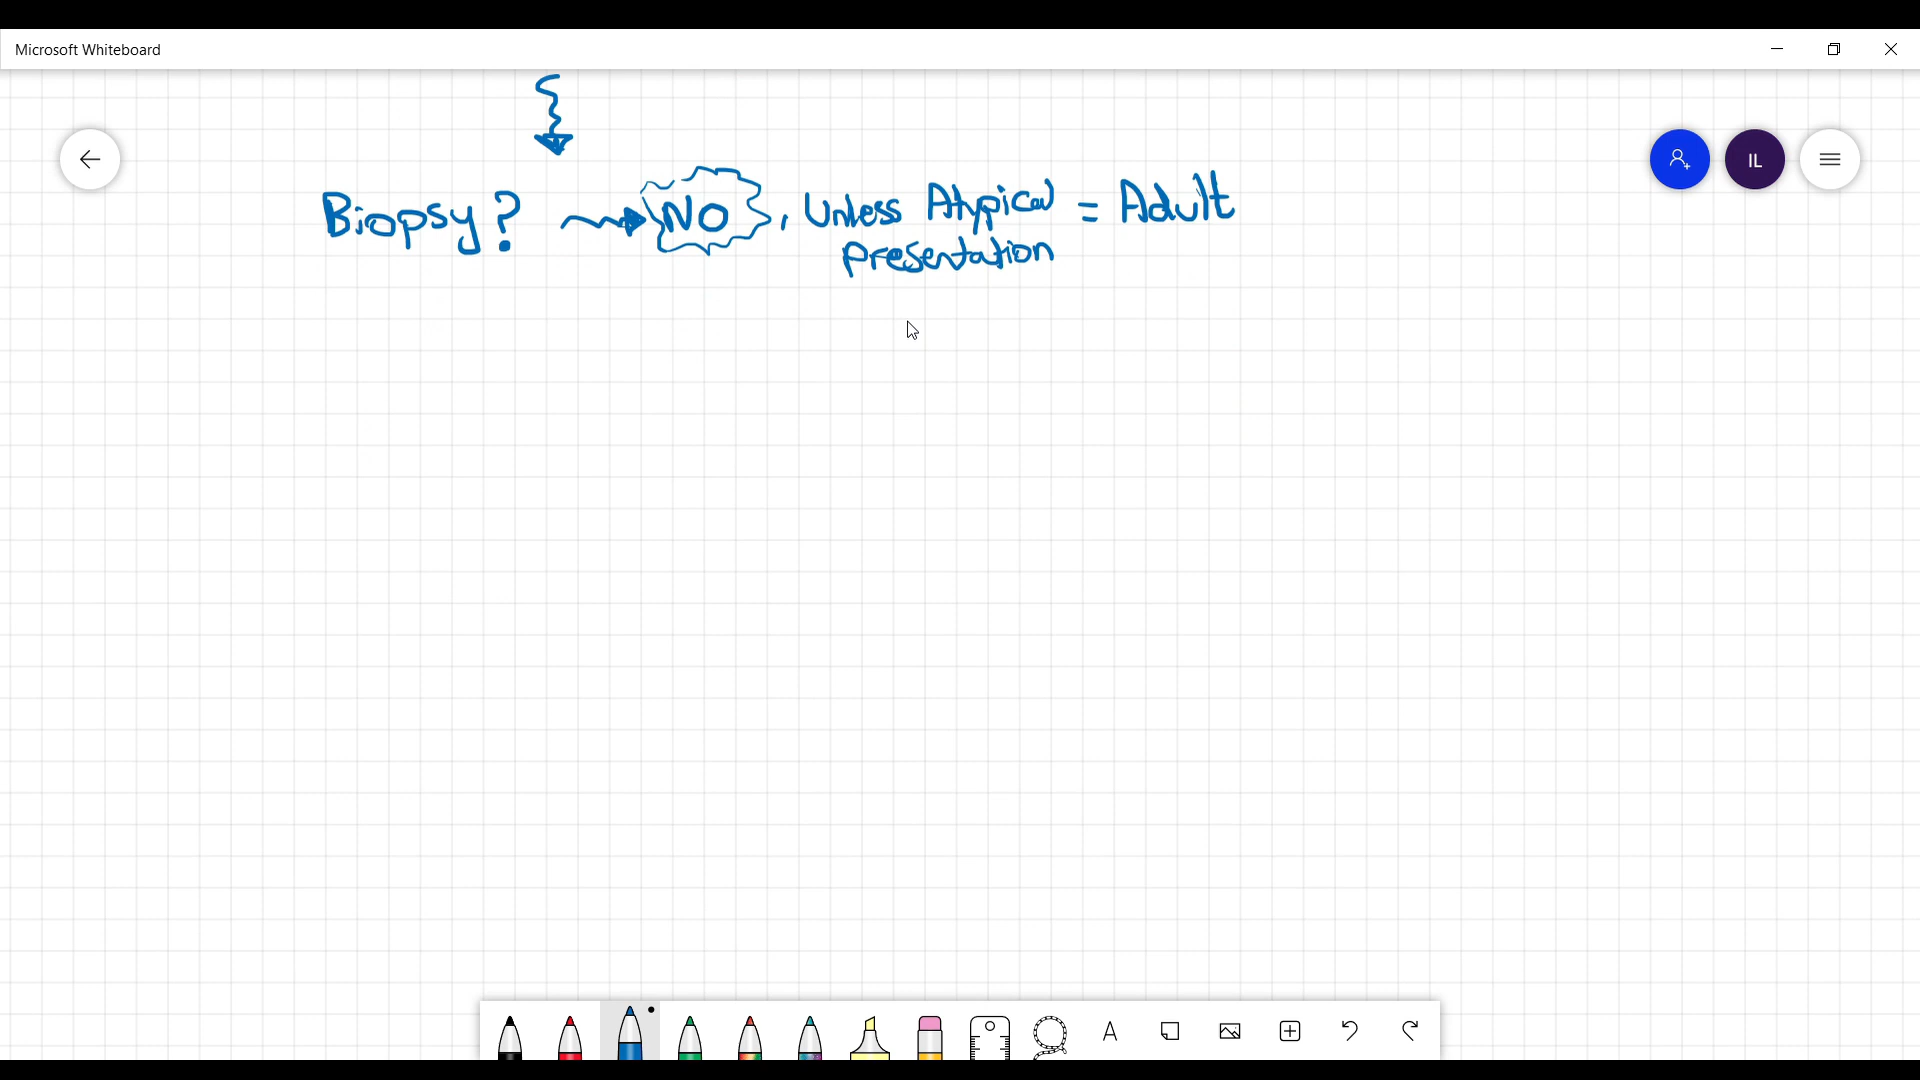 Microsoft Whiteboard
IL
Biopsy? NO, Unless Atypical = Adult
Presentation
A